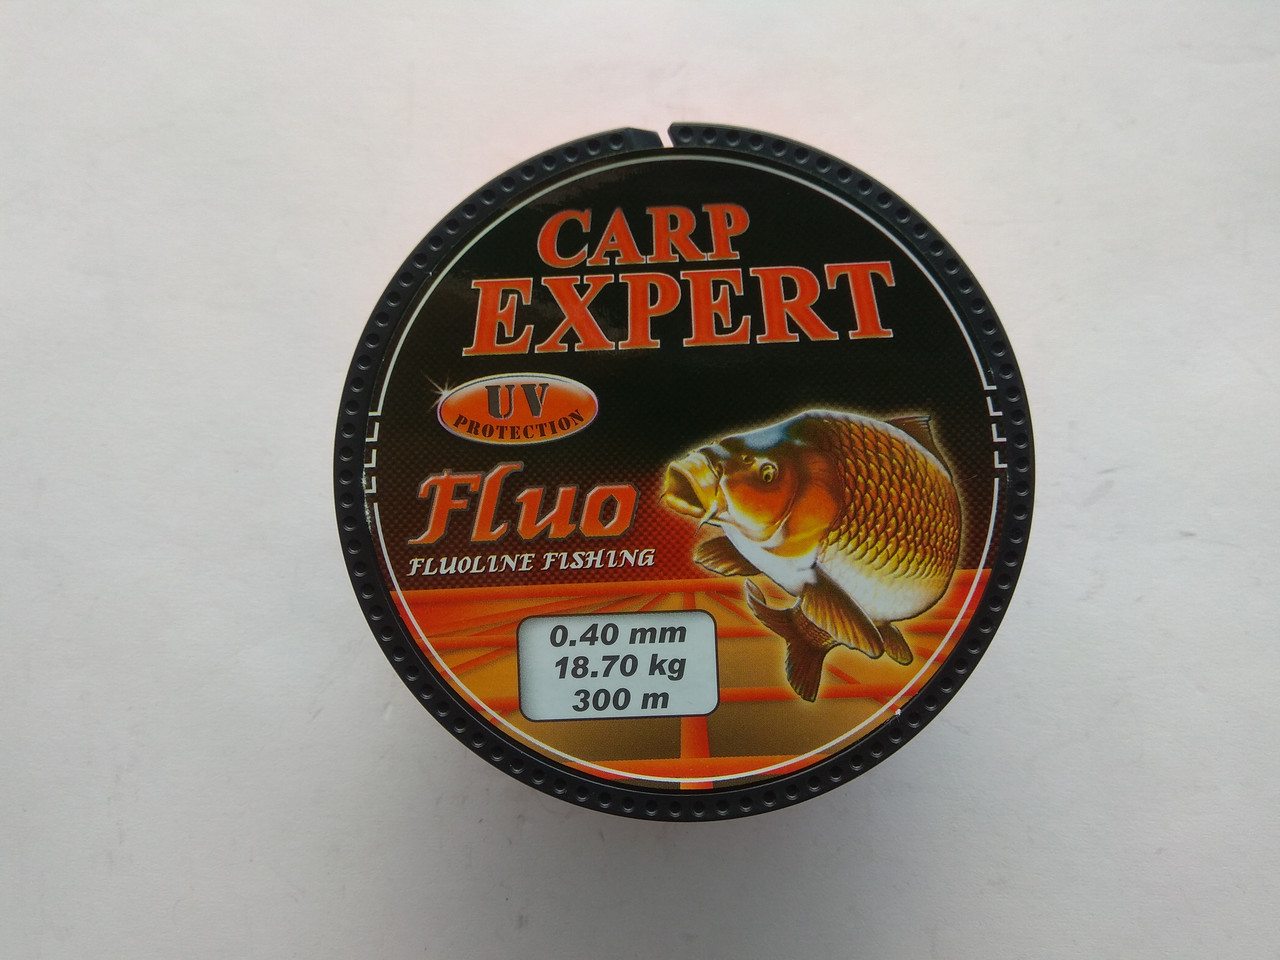 CARP
EXPERT
UV
PROTECTION
Fluo
FLUOLINE FISHING
0.40 mm
18.70 kg
300 m